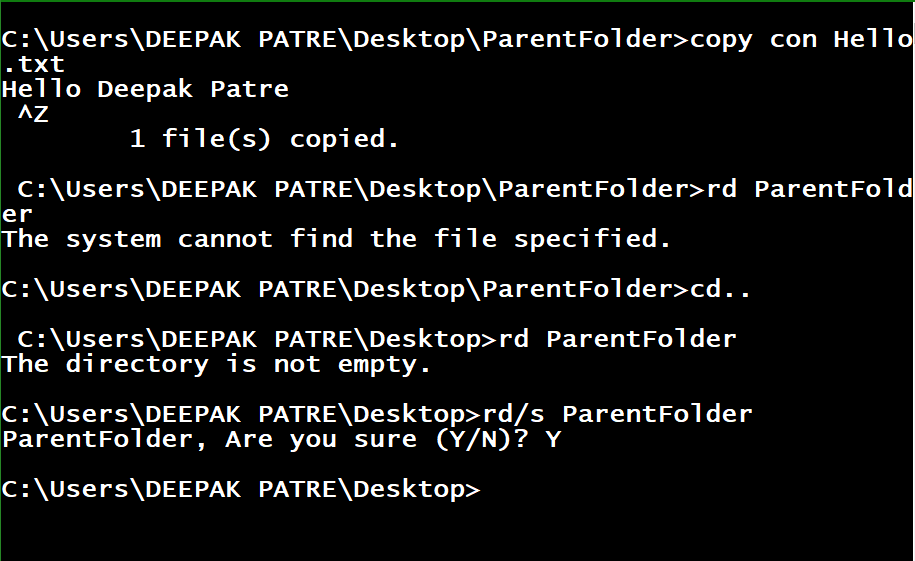 C:\Users\DEEPAK PATRE\Desktop\ParentFolder>copy con Hello
.txt
Hello Deepak Patre
 ^Z
        1 file(s) copied.
 C:\Users\DEEPAK PATRE\Desktop\ParentFolder>rd ParentFold
er
The system cannot find the file specified.
C:\Users\DEEPAK PATRE\Desktop\ParentFolder>cd..
 C:\Users\DEEPAK PATRE\Desktop>rd ParentFolder
The directory is not empty.
C:\Users\DEEPAK PATRE\Desktop>rd/s ParentFolder
ParentFolder, Are you sure (Y/N)? Y
C:\Users\DEEPAK PATRE\Desktop>